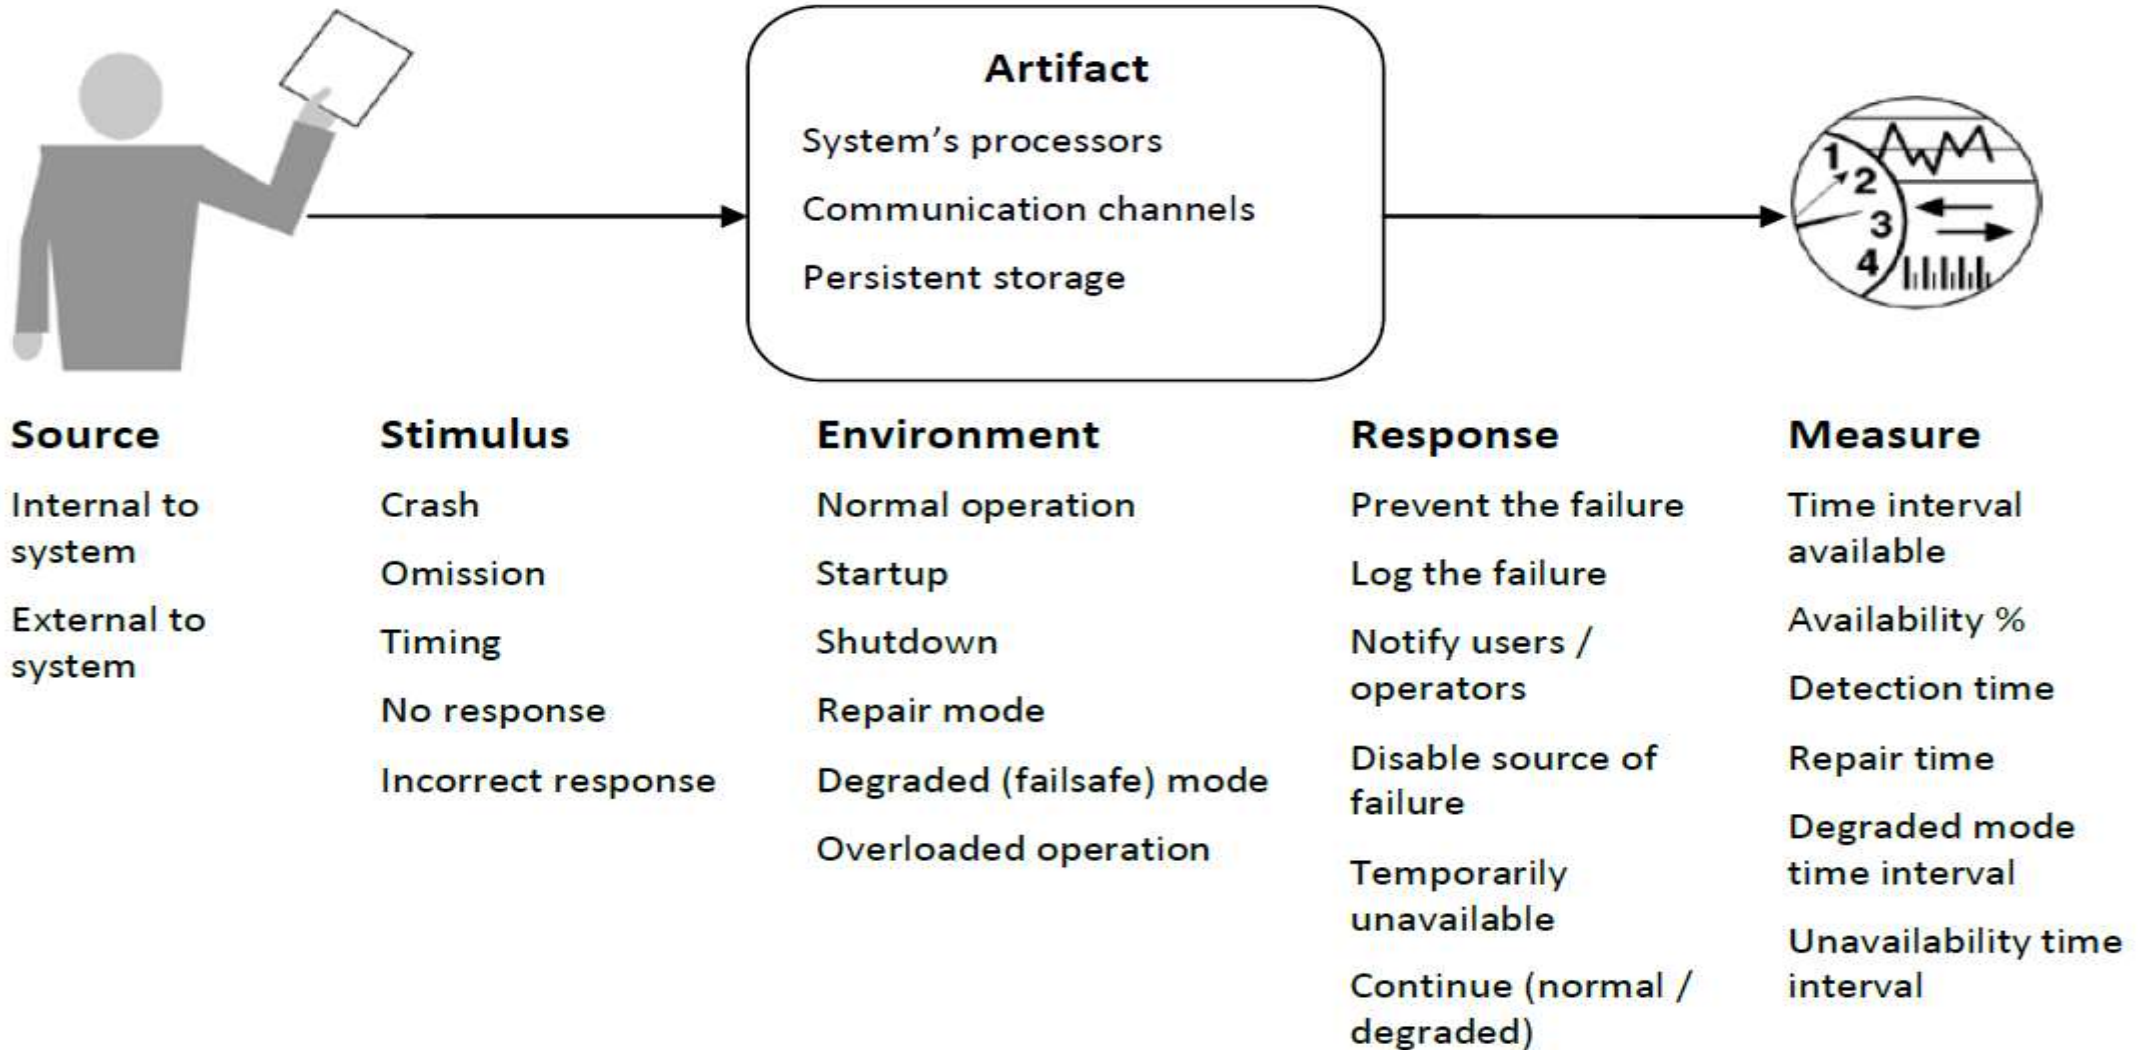 Artifact
System's processors
Communication channels
Persistent storage
1
2
3
4
Source
Internal to
system
External to
system
Stimulus
Crash
Omission
Timing
No response
Incorrect response
Environment
Normal operation
Startup
Shutdown
Repair mode
Degraded (failsafe) mode
Overloaded operation
Response
Prevent the failure
Log the failure
Notify users /
operators
Disable source of
failure
Temporarily
unavailable
Continue (normal /
degraded)
Measure
Time interval
available
Availability %
Detection time
Repair time
Degraded mode
time interval
Unavailability time
interval